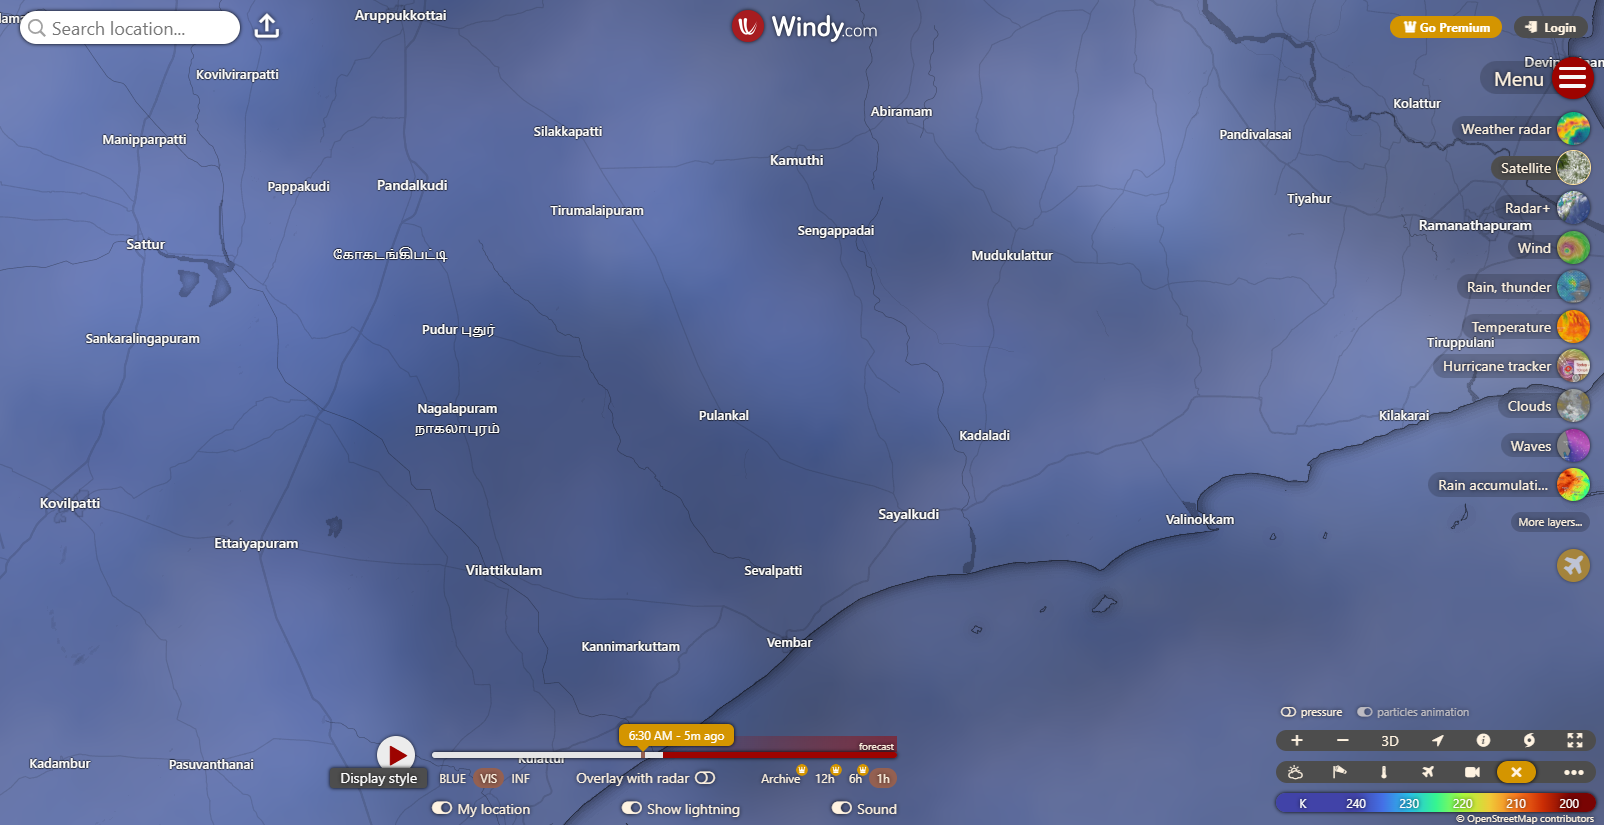 Search location...
Windy.com
Go Premium
Login
Menu
Aruppukkottai
Kovilvirarpatti
Manipparpatti
Silakkapatti
Abiramam
Kolattur
Pandivalasai
Kamuthi
Pappakudi
Pandalkudi
Tirumalaipuram
Tiyahur
Sengappadai
Ramanathapuram
Sattur
கோகடங்கிபட்டி
Mudukulattur
Pudur புதுர்
Sankaralingapuram
Tiruppulani
Nagalapuram
நாகலாபுரம்
Pulankal
Kadaladi
Kilakarai
Kovilpatti
Sayalkudi
Valinokkam
Ettaiyapuram
Vilattikulam
Sevalpatti
Kannimarkuttam
Vembar
Kadambur
Pasuvanthanai
Kulattur
Weather radar
Satellite
Radar+
Wind
Rain, thunder
Temperature
Hurricane tracker
Clouds
Waves
Rain accumulati...
More layers...
6:30 AM - 5m ago
forecast
Display style
BLUE VIS INF
Overlay with radar
Archive 12h 6h 1h
My location
Show lightning
Sound
pressure particles animation
3D
K 240 230 220 210 200
© OpenStreetMap contributors